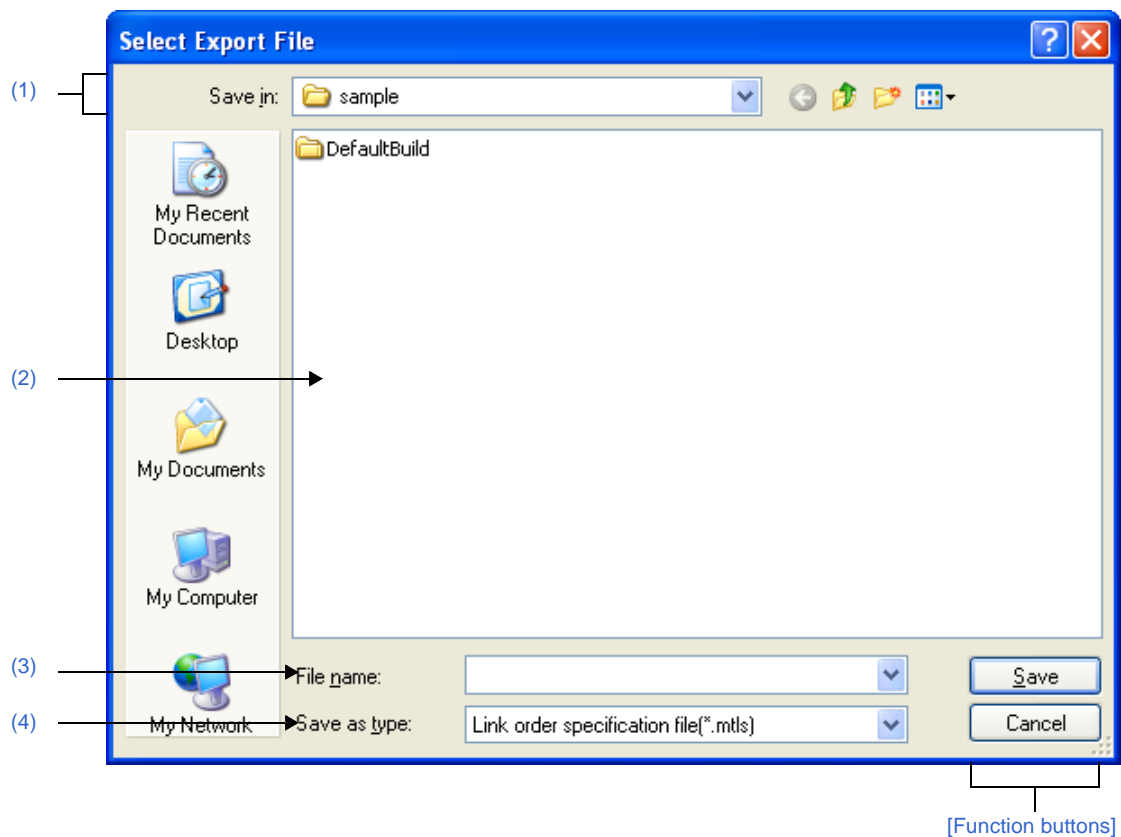 Select Export File
(1)
Save in:
sample
DefaultBuild
My Recent
Documents
Desktop
(2)
My Documents
My Computer
(3)
File name:
Save
(4)
My Network
Save as type:
Link order specification file(*.mtls)
Cancel
[Function buttons]